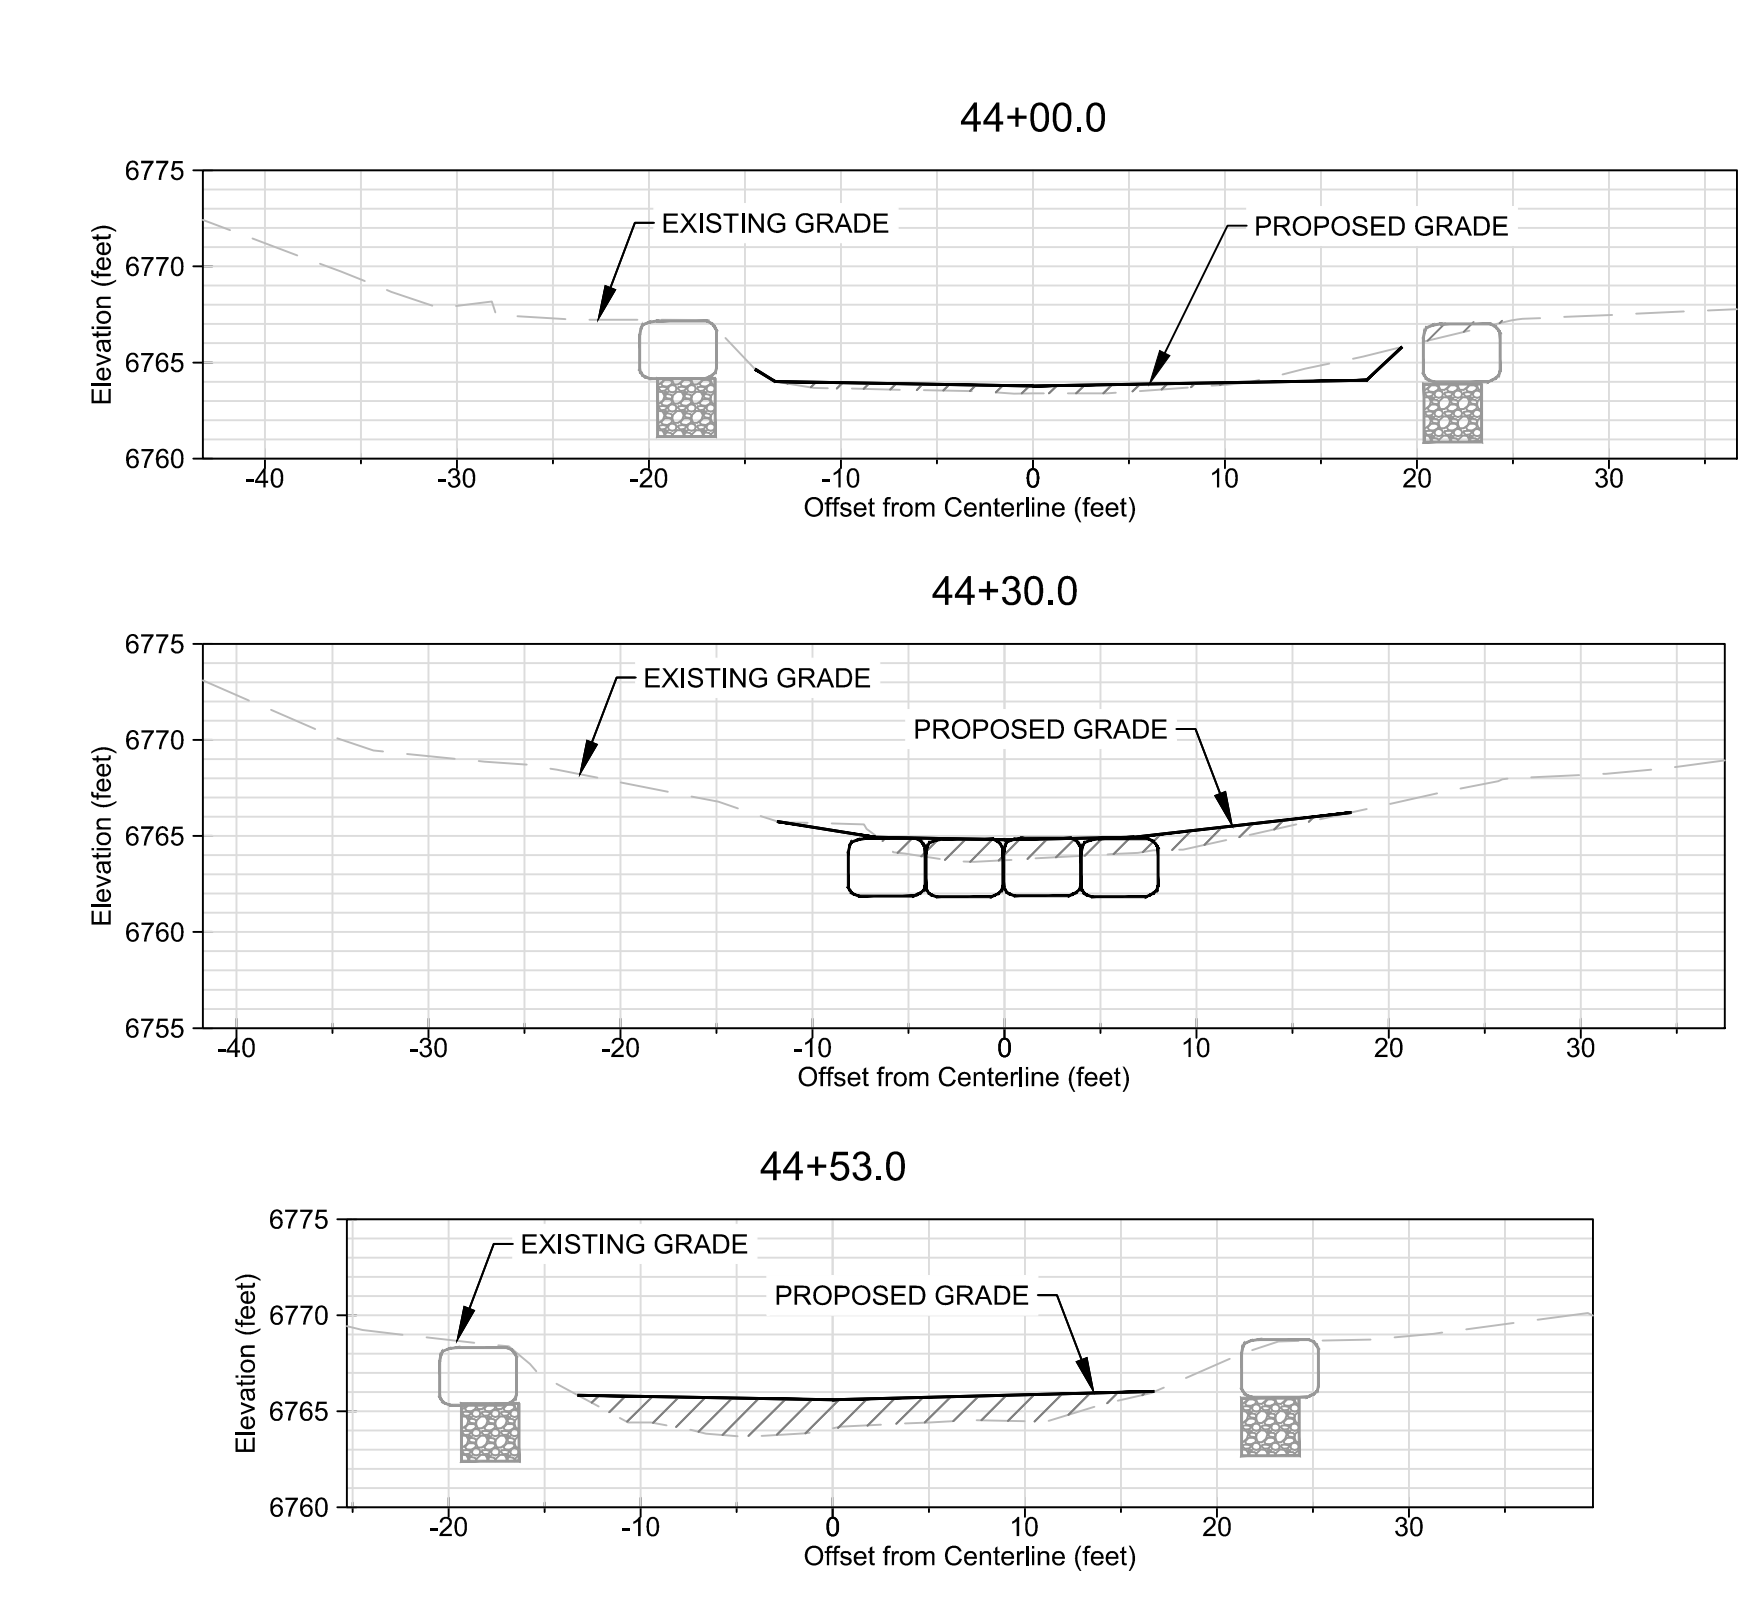 44+00.0
6775
EXISTING GRADE
PROPOSED GRADE
6770
Elevation (feet)
6765
6760
-40 -30 -20 -10 0 10 20 30
Offset from Centerline (feet)
44+30.0
6775
EXISTING GRADE
PROPOSED GRADE
6770
Elevation (feet)
6765
6760
6755
-40 -30 -20 -10 0 10 20 30
Offset from Centerline (feet)
44+53.0
6775
EXISTING GRADE
PROPOSED GRADE
6770
Elevation (feet)
6765
6760
-20 -10 0 10 20 30
Offset from Centerline (feet)